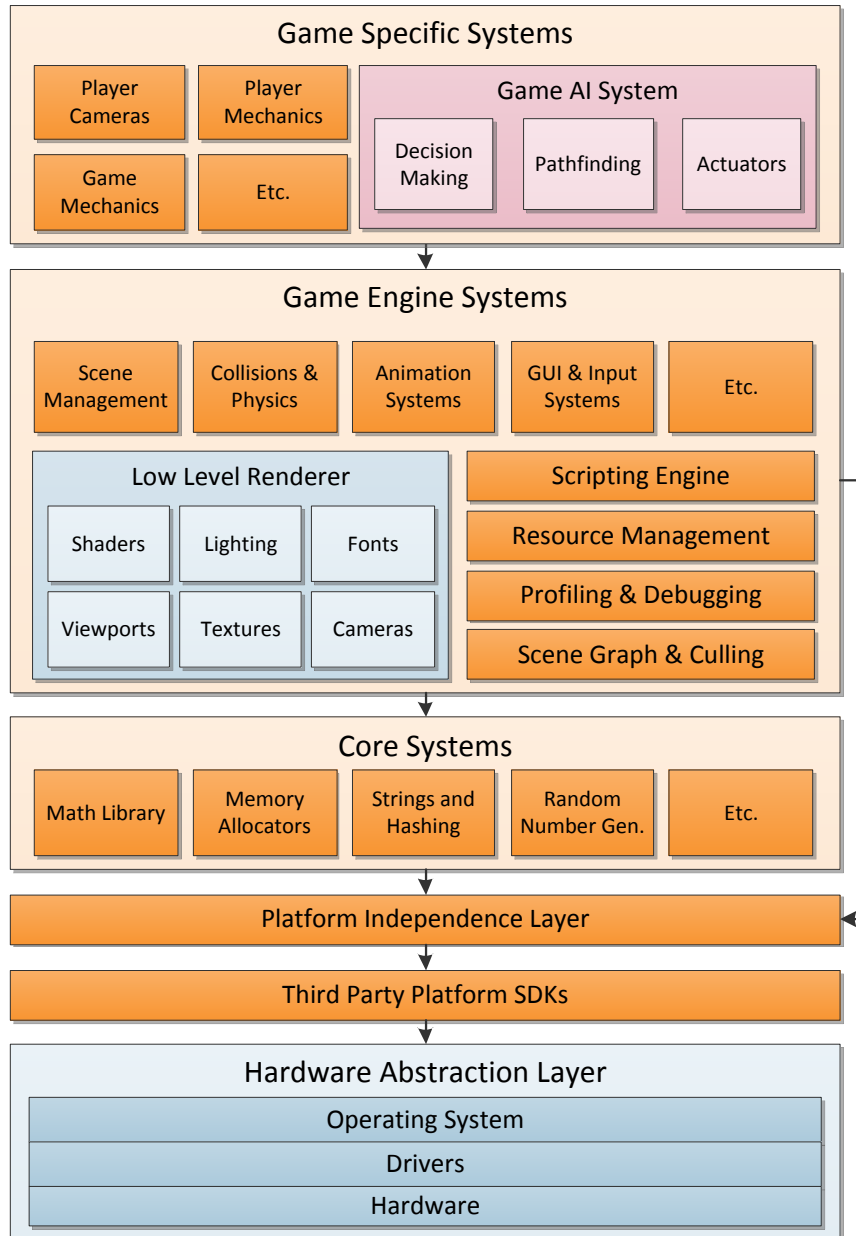 Game Specific Systems
Player
Cameras
Player
Mechanics
Game
Mechanics
Etc.
Game AI System
Decision
Making
Pathfinding
Actuators
Game Engine Systems
Scene
Management
Collisions &
Physics
Animation
Systems
GUI & Input
Systems
Etc.
Low Level Renderer
Shaders
Lighting
Fonts
Viewports
Textures
Cameras
Scripting Engine
Resource Management
Profiling & Debugging
Scene Graph & Culling
Core Systems
Math Library
Memory
Allocators
Strings and
Hashing
Random
Number Gen.
Etc.
Platform Independence Layer
Third Party Platform SDKs
Hardware Abstraction Layer
Operating System
Drivers
Hardware